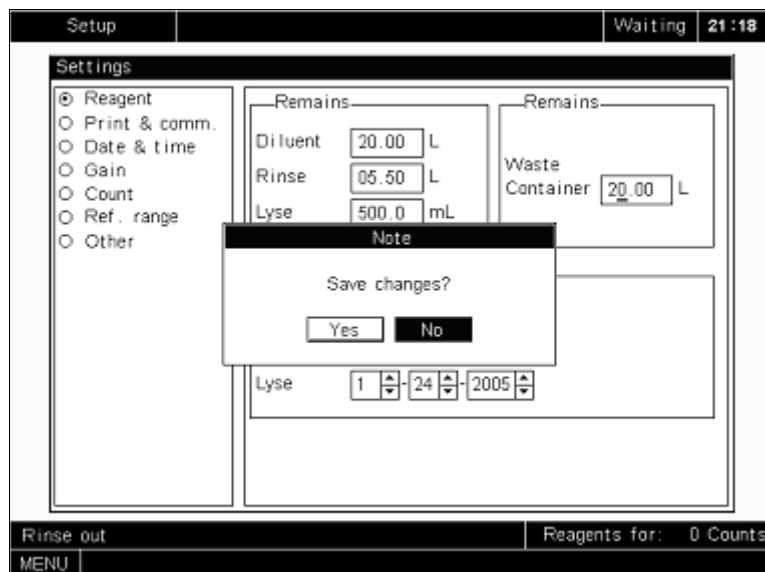 Setup Waiting 21:18
Settings
Reagent
Print & comm.
Date & time
Gain
Count
Ref. range
Other
Remains
Diluent 20.00 L
Rinse 05.50 L
Lyse 500.0 mL
Remains
Waste
Container 20.00 L
Note
Save changes?
Yes No
Lyse 1 - 24 - 2005
Rinse out Reagents for: 0 Counts
MENU